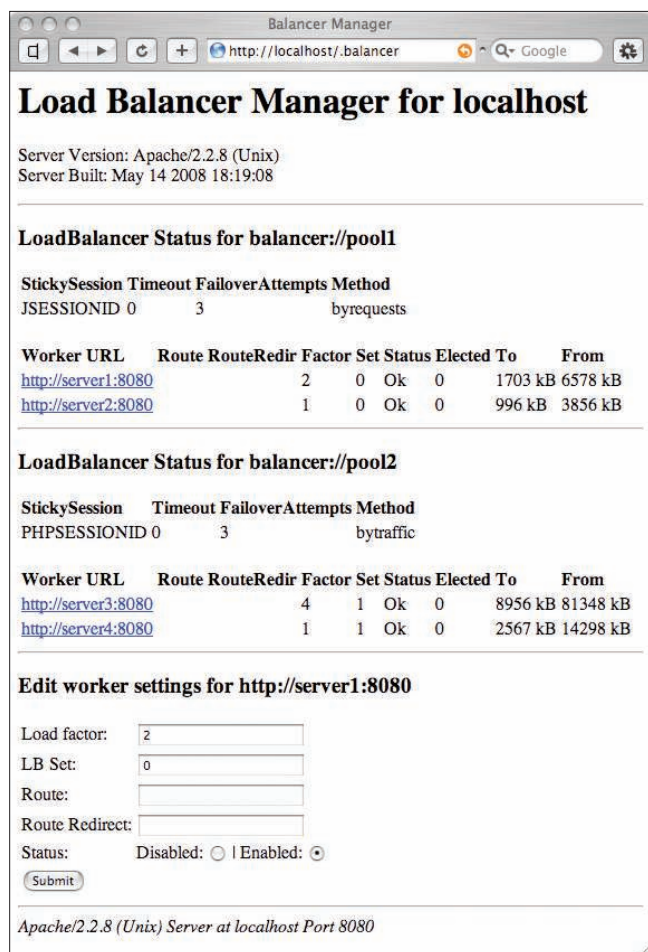 Balancer Manager
http://localhost/.balancer Google
Load Balancer Manager for localhost
Server Version: Apache/2.2.8 (Unix)
Server Built: May 14 2008 18:19:08
LoadBalancer Status for balancer://pool1
StickySession Timeout FailoverAttempts Method
JSESSIONID 0 3 byrequests
Worker URL Route RouteRedir Factor Set Status Elected To From
http://server1:8080 2 0 Ok 0 1703 kB 6578 kB
http://server2:8080 1 0 Ok 0 996 kB 3856 kB
LoadBalancer Status for balancer://pool2
StickySession Timeout FailoverAttempts Method
PHPSESSIONID 0 3 bytraffic
Worker URL Route RouteRedir Factor Set Status Elected To From
http://server3:8080 4 1 Ok 0 8956 kB 81348 kB
http://server4:8080 1 1 Ok 0 2567 kB 14298 kB
Edit worker settings for http://server1:8080
Load factor: 2
LB Set: 0
Route:
Route Redirect:
Status: Disabled: | Enabled:
Submit
Apache/2.2.8 (Unix) Server at localhost Port 8080